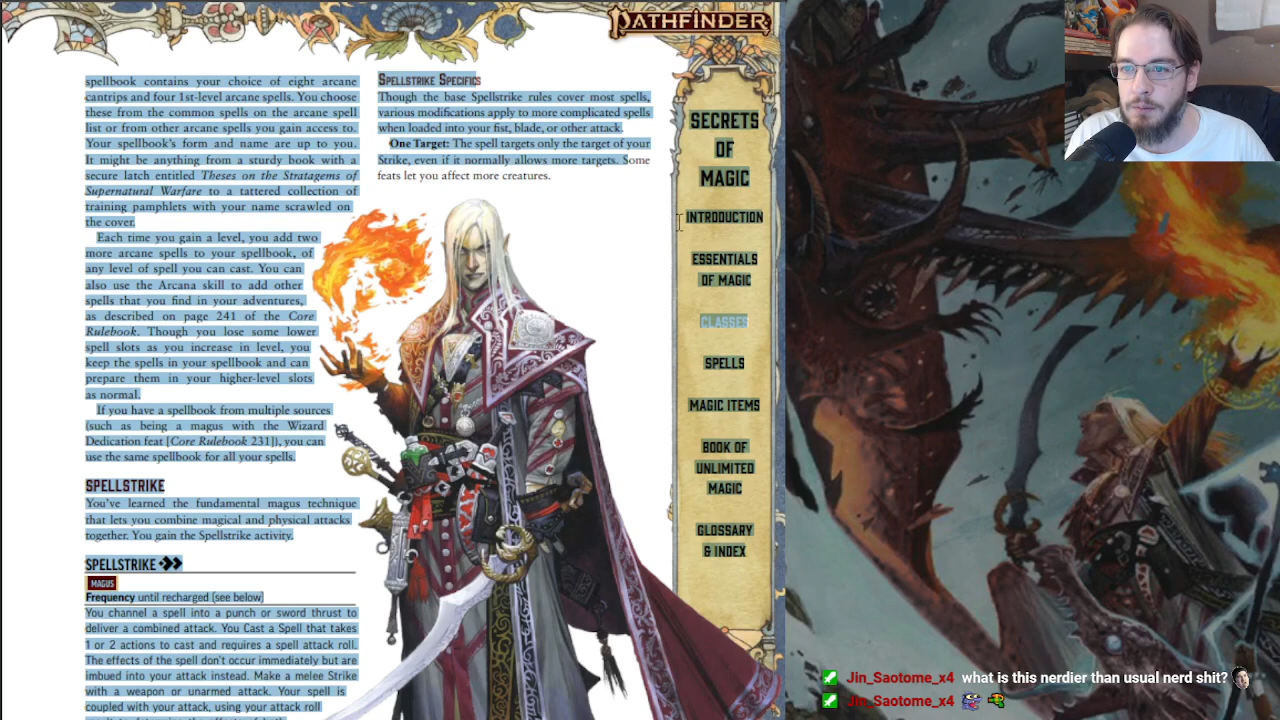 PATHFINDER
spellbook contains your choice of eight arcane
cantrips and four 1st-level arcane spells. You choose
these from the common spells on the arcane spell
list or from other arcane spells you gain access to.
Your spellbook's form and name are up to you.
It might be anything from a sturdy book with a
secure latch entitled Theses on the Stratagems of
Supernatural Warfare to a tattered collection of
training pamphlets with your name scrawled on
the cover.
Each time you gain a level, you add two
more arcane spells to your spellbook, of
any level of spell you can cast. You can
also use the Arcana skill to add other
spells that you find in your adventures,
as described on page 241 of the Core
Rulebook. Though you lose some lower
spell slots as you increase in level, you
keep the spells in your spellbook and can
prepare them in your higher-level slots
as normal.
If you have a spellbook from multiple sources
(such as being a magus with the Wizard
Dedication feat [Core Rulebook 231]), you can
use the same spellbook for all your spells.
SPELLSTRIKE
You've learned the fundamental magus technique
that lets you combine magical and physical attacks
together. You gain the Spellstrike activity.
SPELLSTRIKE
MAGUS
Frequency until recharged (see below)
You channel a spell into a punch or sword thrust to
deliver a combined attack. You Cast a Spell that takes
1 or 2 actions to cast and requires a spell attack roll.
The effects of the spell don't occur immediately but are
imbued into your attack instead. Make a melee Strike
with a weapon or unarmed attack. Your spell is
coupled with your attack, using your attack roll
SPELLSTRIKE SPECIFICS
Though the base Spellstrike rules cover most spells,
various modifications apply to more complicated spells
when loaded into your fist, blade, or other attack.
One Target: The spell targets only the target of your
Strike, even if it normally allows more targets. Some
feats let you affect more creatures.
SECRETS
OF
MAGIC
INTRODUCTION
ESSENTIALS
OF MAGIC
CLASSES
SPELLS
MAGIC ITEMS
BOOK OF
UNLIMITED
MAGIC
GLOSSARY
& INDEX
Jin_Saotome_x4 what is this nerdier than usual nerd shit?
Jin_Saotome_x4